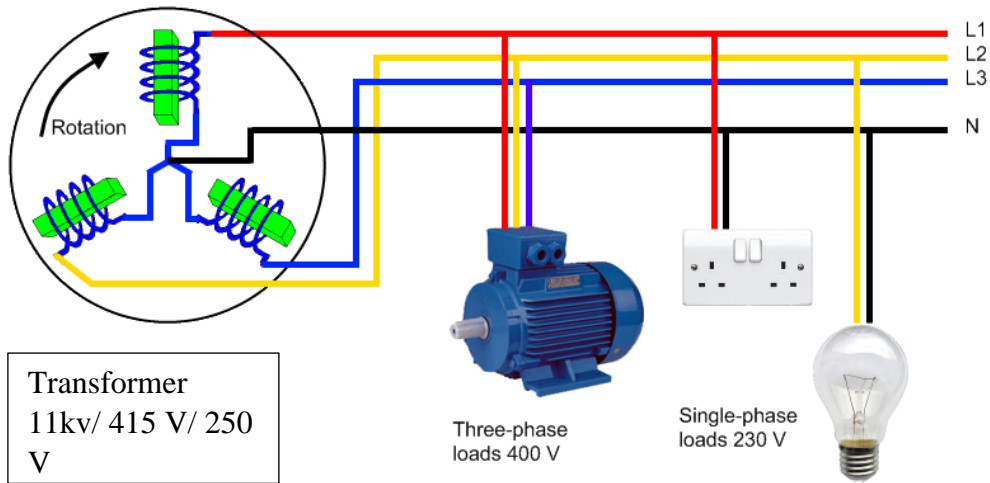 L1
L2
L3
N
Rotation
Three-phase
loads 400 V
Single-phase
loads 230 V
Transformer
11kv/ 415 V/ 250
V